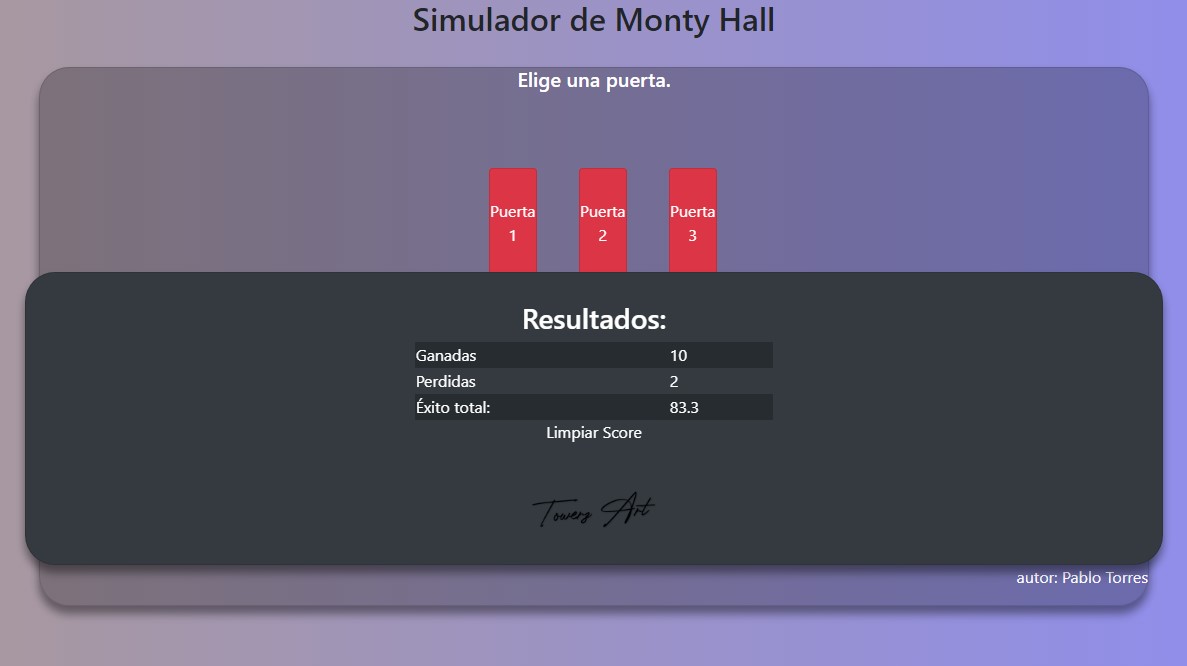 Simulador de Monty Hall
Elige una puerta.
Puerta 1
Puerta 2
Puerta 3
Resultados:
Ganadas 10
Perdidas 2
Éxito total: 83.3
Limpiar Score
Towers Art
autor: Pablo Torres